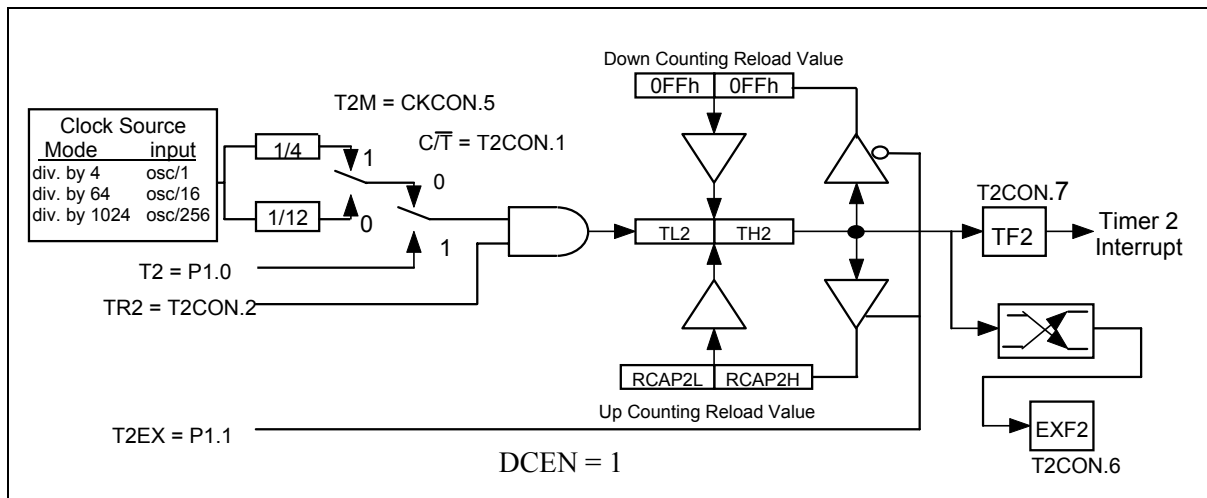 Down Counting Reload Value
0FFh 0FFh
T2M = CKCON.5
C/T̅ = T2CON.1
Clock Source
Mode input
div. by 4 osc/1
div. by 64 osc/16
div. by 1024 osc/256
1/4
1/12
1
0
0
1
T2CON.7
TL2 TH2
TF2
Timer 2
Interrupt
T2 = P1.0
TR2 = T2CON.2
RCAP2L RCAP2H
Up Counting Reload Value
T2EX = P1.1
EXF2
T2CON.6
DCEN = 1